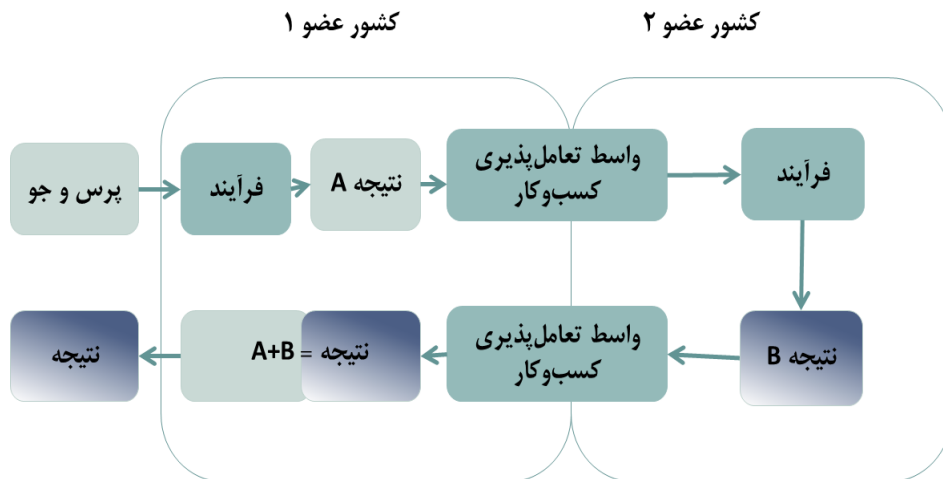 کشور عضو ۱
کشور عضو ۲
پرس و جو
فرآیند
نتیجه A
واسط تعامل‌پذیری
کسب‌وکار
فرآیند
نتیجه
نتیجه = A+B
واسط تعامل‌پذیری
کسب‌وکار
نتیجه B